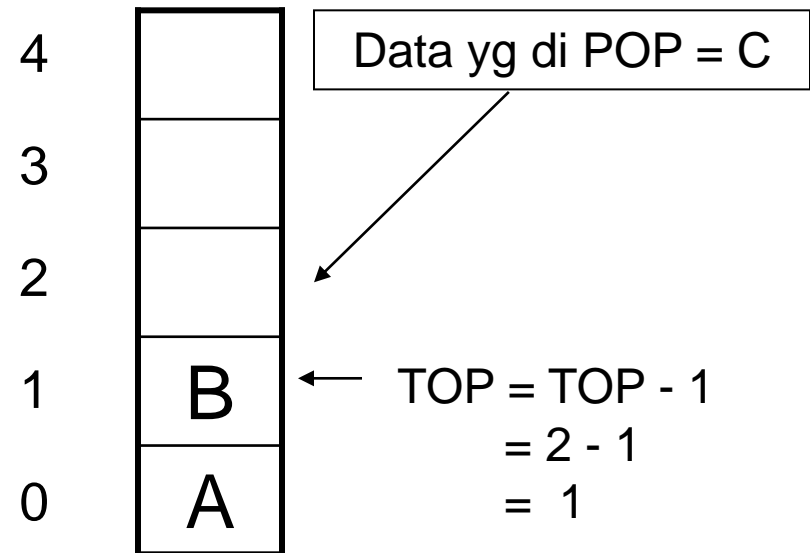 4
Data yg di POP = C
3
2
1
B
TOP = TOP - 1
= 2 - 1
0
A
= 1